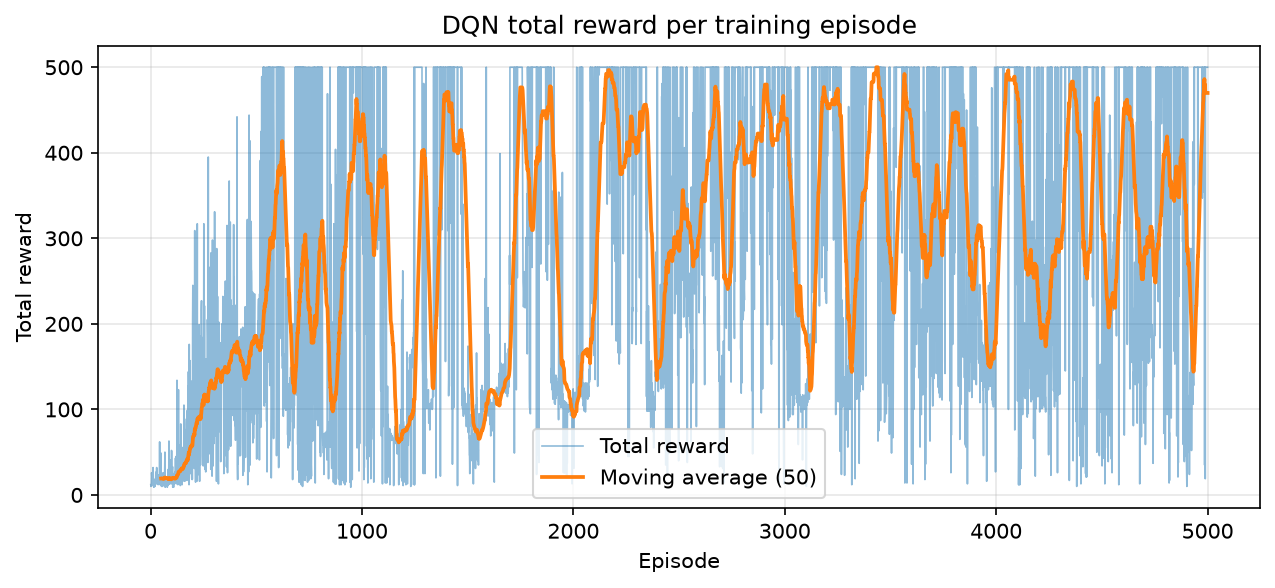 DQN total reward per training episode
Total reward
500
400
300
200
100
0
Total reward
Moving average (50)
0 1000 2000 3000 4000 5000
Episode